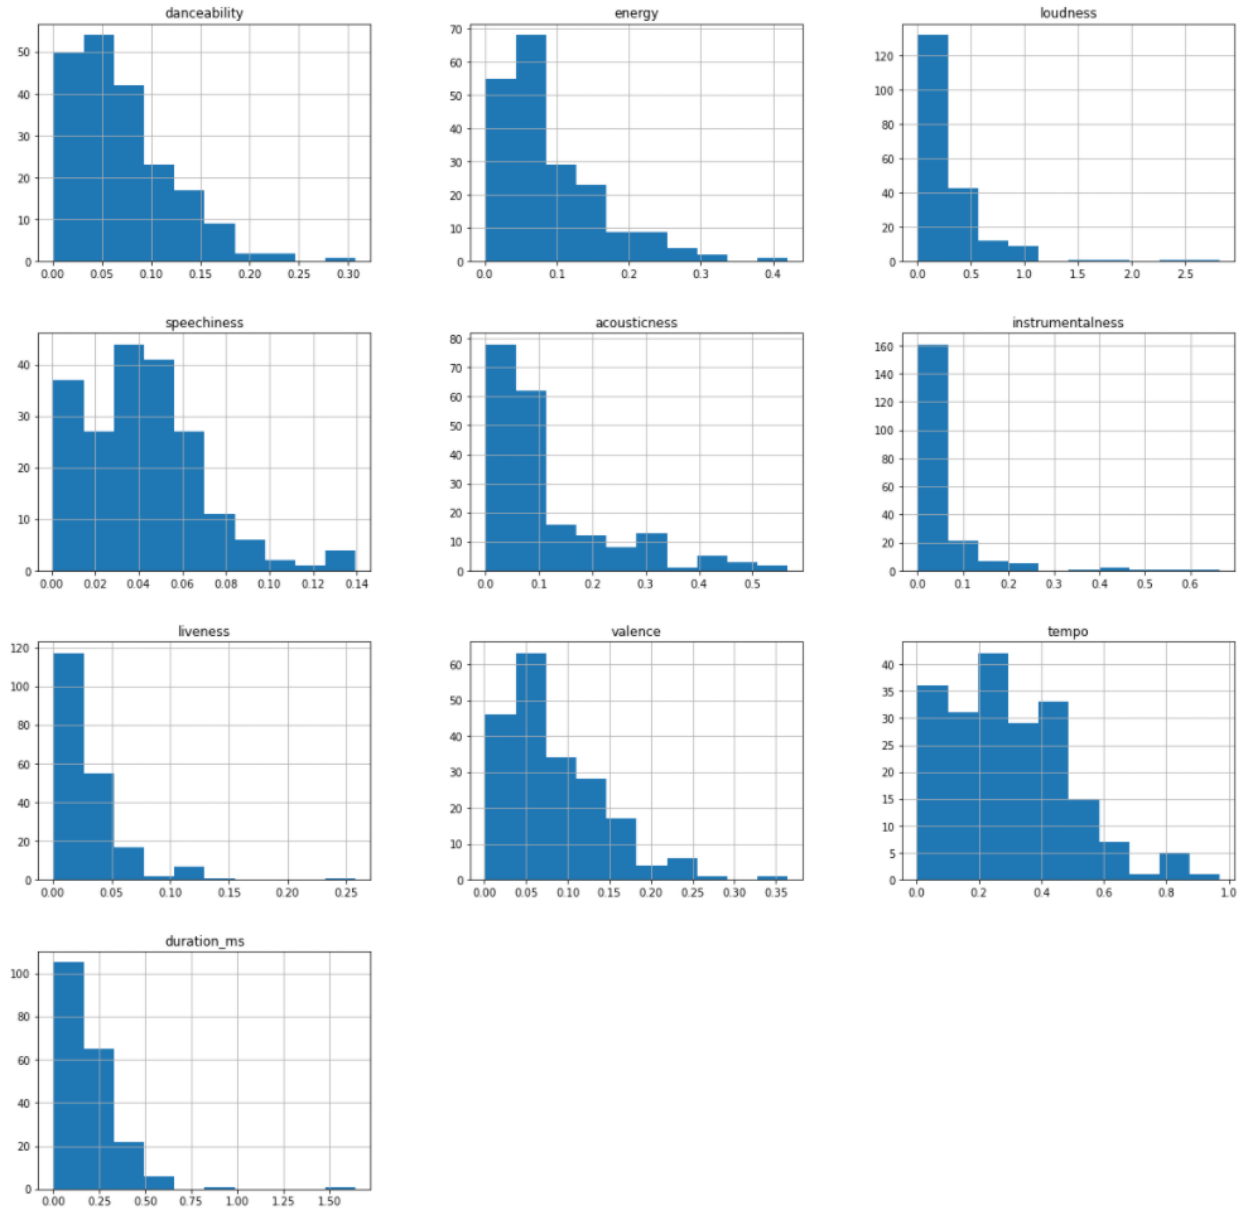 danceability energy loudness
50 40 30 20 10 0
0.00 0.05 0.10 0.15 0.20 0.25 0.30
70 60 50 40 30 20 10 0
0.0 0.1 0.2 0.3 0.4
120 100 80 60 40 20 0
0.0 0.5 1.0 1.5 2.0 2.5
speechiness acousticness instrumentalness
40 30 20 10 0
0.00 0.02 0.04 0.06 0.08 0.10 0.12 0.14
80 70 60 50 40 30 20 10 0
0.0 0.1 0.2 0.3 0.4 0.5
160 140 120 100 80 60 40 20 0
0.0 0.1 0.2 0.3 0.4 0.5 0.6
liveness valence tempo
120 100 80 60 40 20 0
0.00 0.05 0.10 0.15 0.20 0.25
60 50 40 30 20 10 0
0.00 0.05 0.10 0.15 0.20 0.25 0.30 0.35
40 35 30 25 20 15 10 5 0
0.0 0.2 0.4 0.6 0.8 1.0
duration_ms
100 80 60 40 20 0
0.00 0.25 0.50 0.75 1.00 1.25 1.50